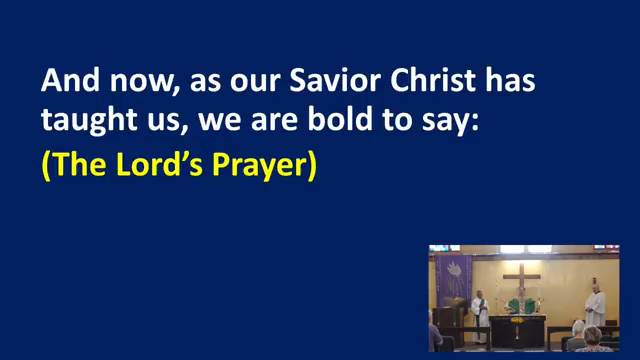 And now, as our Savior Christ has
taught us, we are bold to say:
(The Lord’s Prayer)